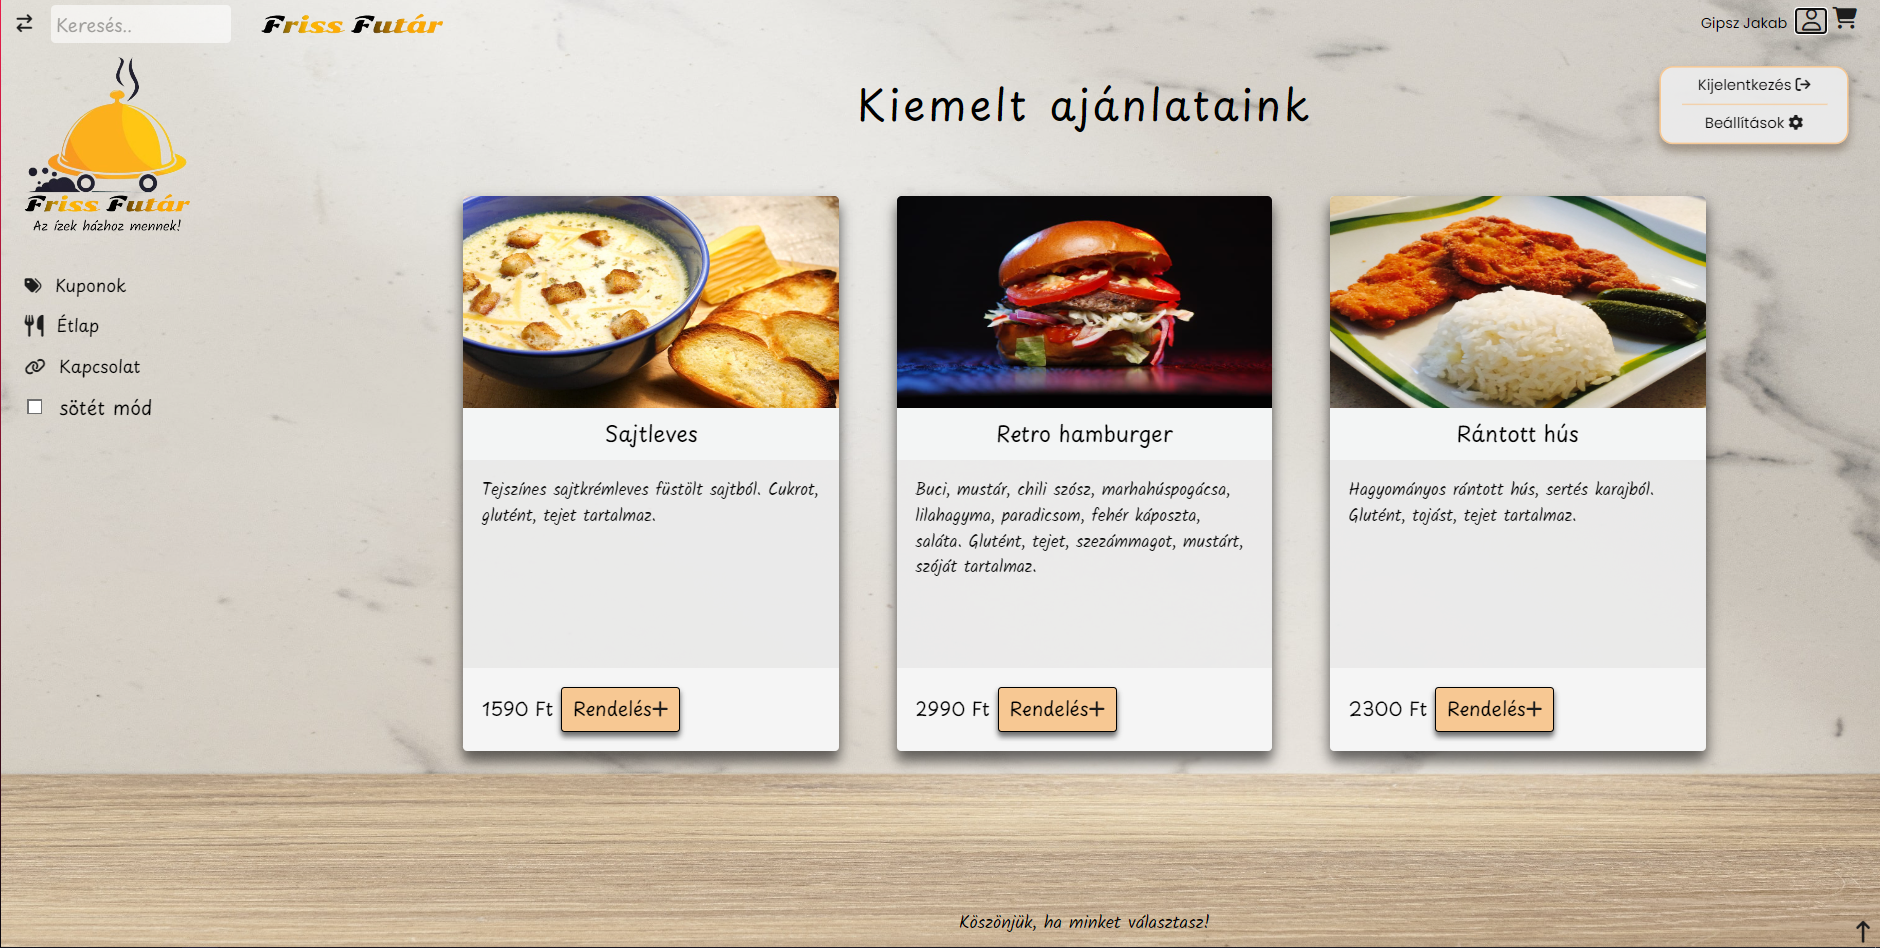 Keresés..
Friss Futár
Gipsz Jakab
Kijelentkezés
Beállítások
Friss Futár
Az ízek házhoz mennek!
Kuponok
Étlap
Kapcsolat
sötét mód
Kiemelt ajánlataink
Sajtleves
Tejszínes sajtkrémleves füstölt sajtból. Cukrot,
glutént, tejet tartalmaz.
1590 Ft Rendelés+
Retro hamburger
Buci, mustár, chili szósz, marhahúspogácsa,
lilahagyma, paradicsom, fehér káposzta,
saláta. Glutént, tejet, szezámmagot, mustárt,
szóját tartalmaz.
2990 Ft Rendelés+
Rántott hús
Hagyományos rántott hús, sertés karajból.
Glutént, tojást, tejet tartalmaz.
2300 Ft Rendelés+
Köszönjük, ha minket választasz!